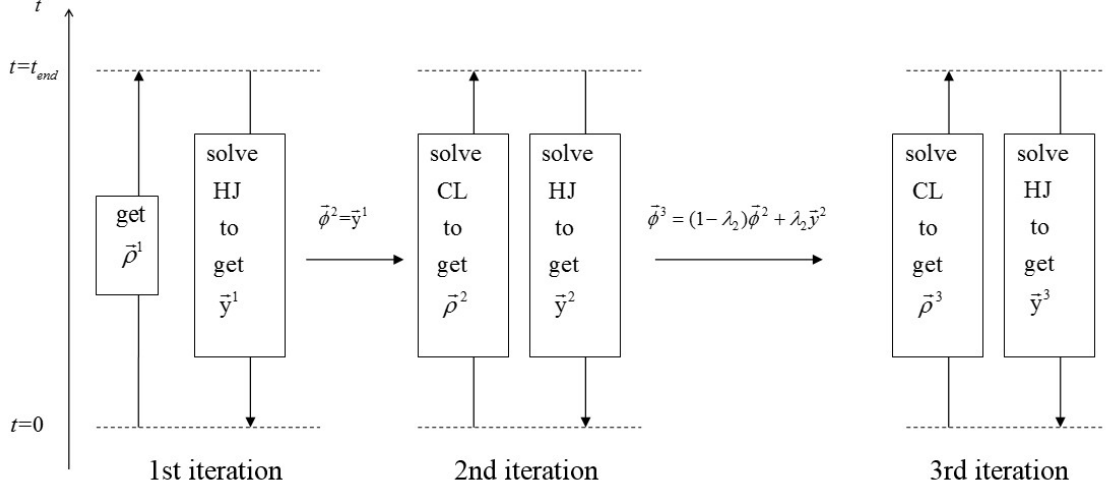 t
t=t_end
t=0
get
ρ⃗¹
solve
HJ
to
get
y⃗¹
1st iteration
ϕ⃗²=y⃗¹
solve
CL
to
get
ρ⃗²
solve
HJ
to
get
y⃗²
2nd iteration
ϕ⃗³ = (1−λ₂)ϕ⃗² + λ₂y⃗²
solve
CL
to
get
ρ⃗³
solve
HJ
to
get
y⃗³
3rd iteration